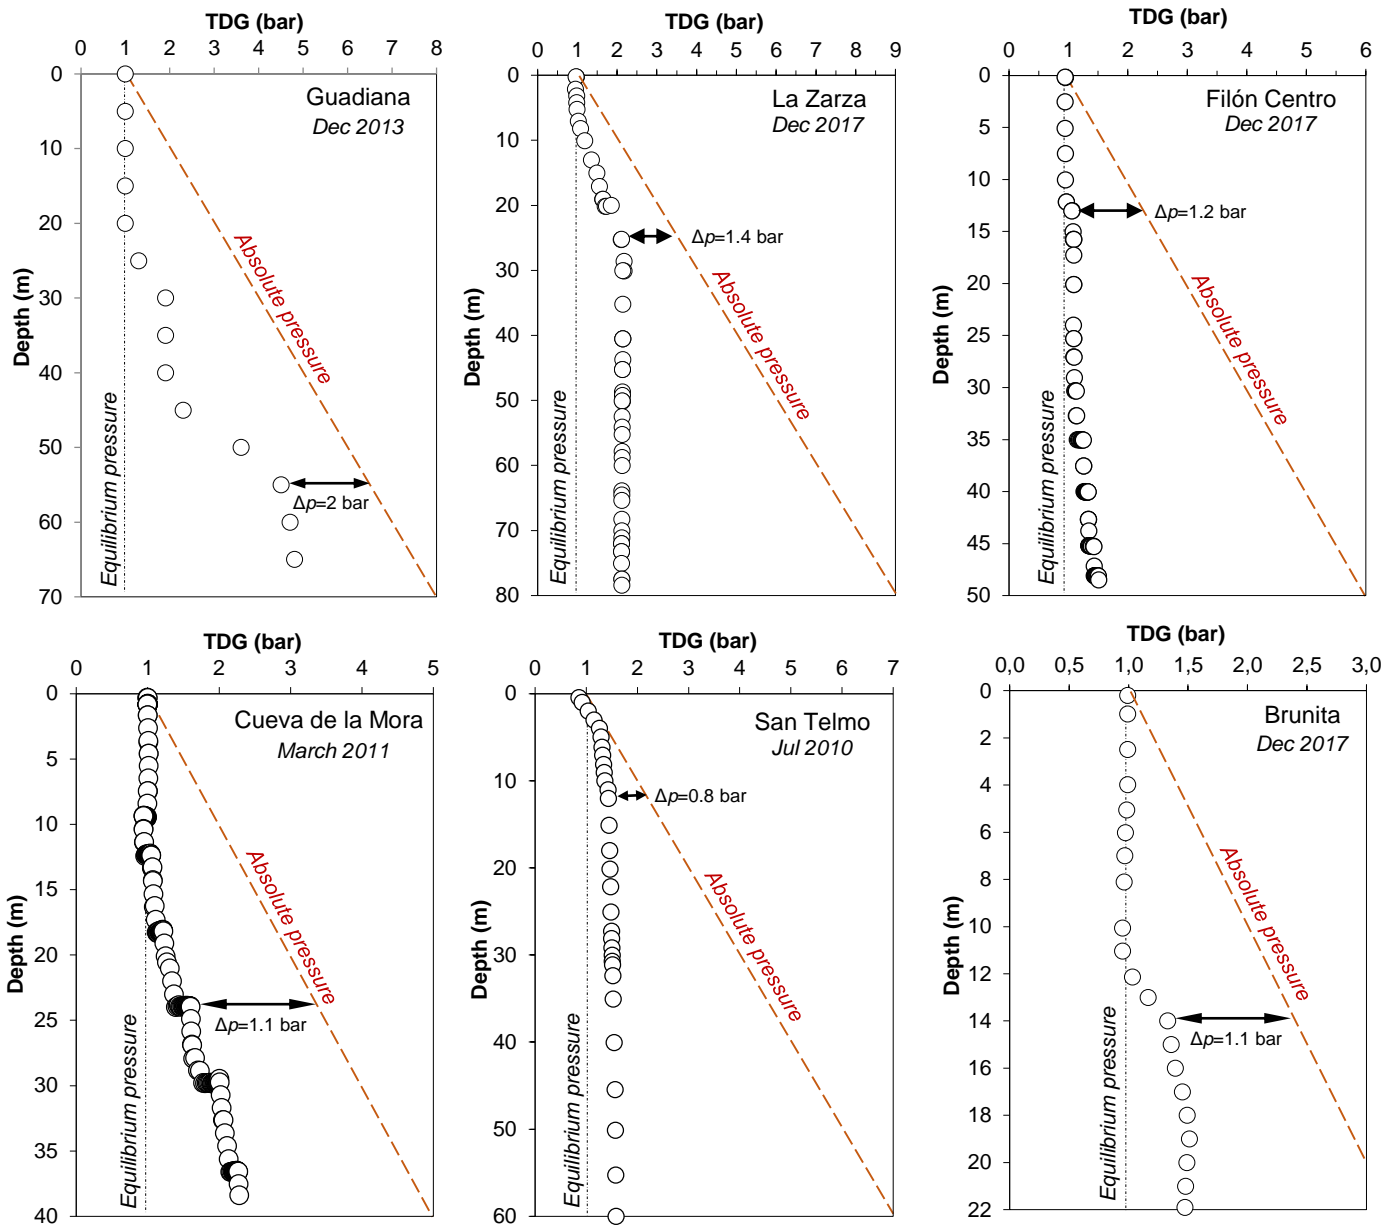 TDG (bar)
0 1 2 3 4 5 6 7 8
0
10
20
30
40
50
60
70
Depth (m)
Guadiana
Dec 2013
Absolute pressure
Equilibrium pressure
Δp=2 bar
TDG (bar)
0 1 2 3 4 5 6 7 8 9
0
10
20
30
40
50
60
70
80
Depth (m)
La Zarza
Dec 2017
Δp=1.4 bar
Absolute pressure
Equilibrium pressure
TDG (bar)
0 1 2 3 4 5 6
0
5
10
15
20
25
30
35
40
45
50
Depth (m)
Filón Centro
Dec 2017
Δp=1.2 bar
Absolute pressure
Equilibrium pressure
TDG (bar)
0 1 2 3 4 5
0
5
10
15
20
25
30
35
40
Depth (m)
Cueva de la Mora
March 2011
Absolute pressure
Δp=1.1 bar
Equilibrium pressure
TDG (bar)
0 1 2 3 4 5 6 7
0
10
20
30
40
50
60
Depth (m)
San Telmo
Jul 2010
Δp=0.8 bar
Absolute pressure
Equilibrium pressure
TDG (bar)
0,0 0,5 1,0 1,5 2,0 2,5 3,0
0
2
4
6
8
10
12
14
16
18
20
22
Depth (m)
Brunita
Dec 2017
Absolute pressure
Δp=1.1 bar
Equilibrium pressure